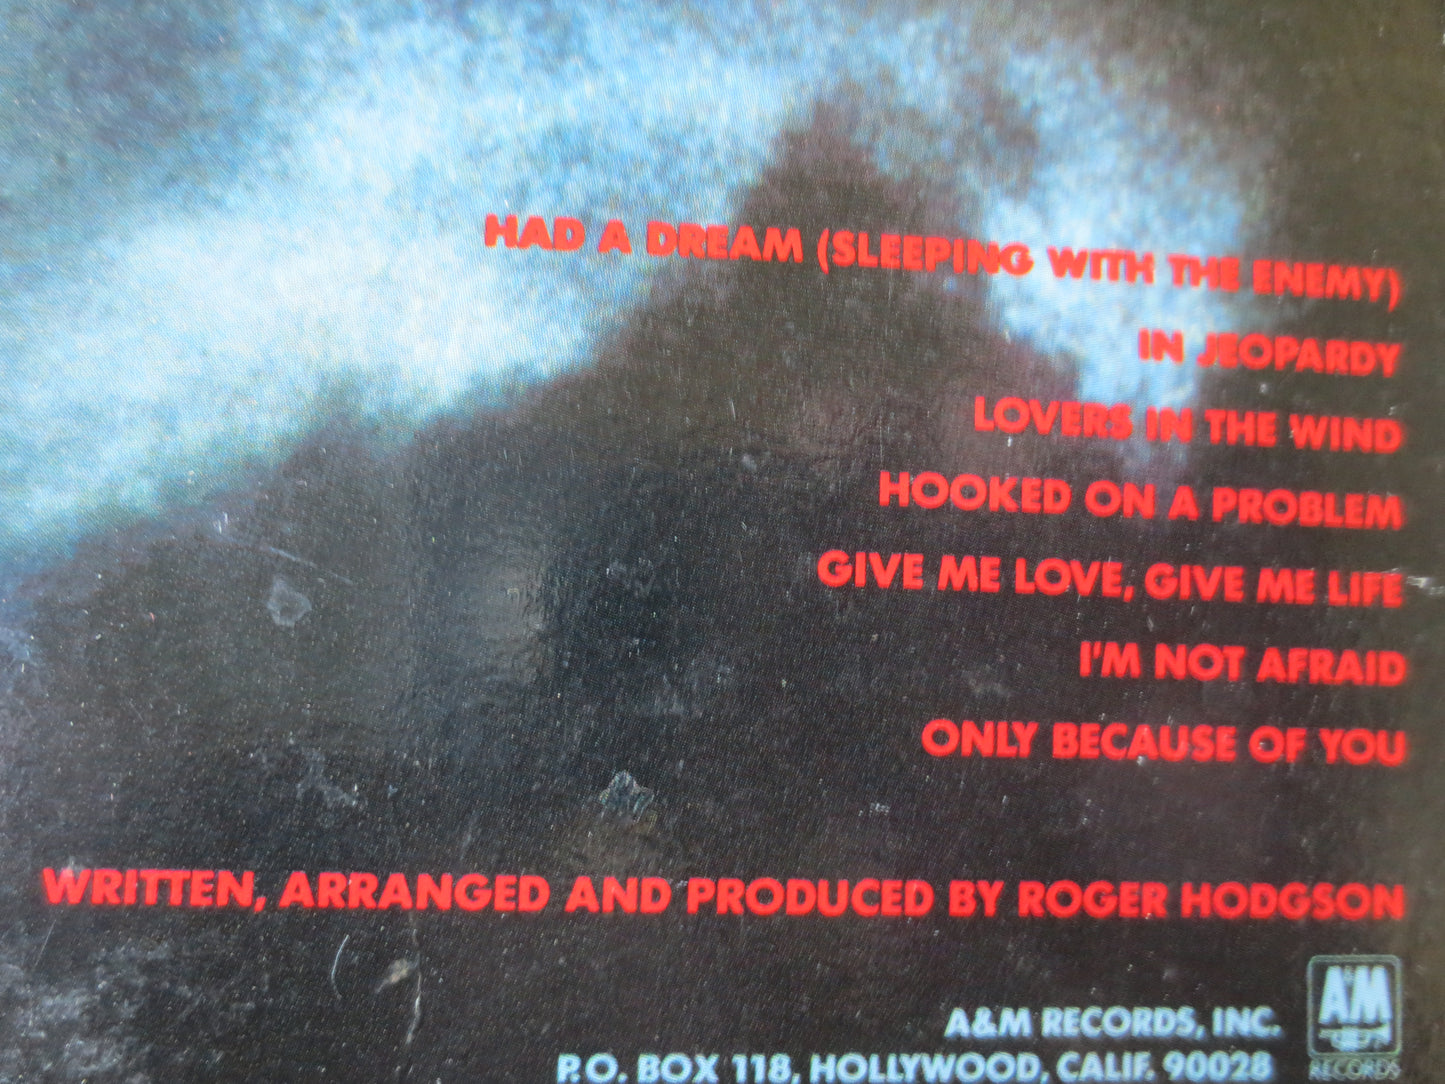 HAD A DREAM (SLEEPING WITH THE ENEMY)
IN JEOPARDY
LOVERS IN THE WIND
HOOKED ON A PROBLEM
GIVE ME LOVE, GIVE ME LIFE
I'M NOT AFRAID
ONLY BECAUSE OF YOU
WRITTEN, ARRANGED AND PRODUCED BY ROGER HODGSON
A&M RECORDS, INC.
P.O. BOX 118, HOLLYWOOD, CALIF. 90028
A&M
RECORDS